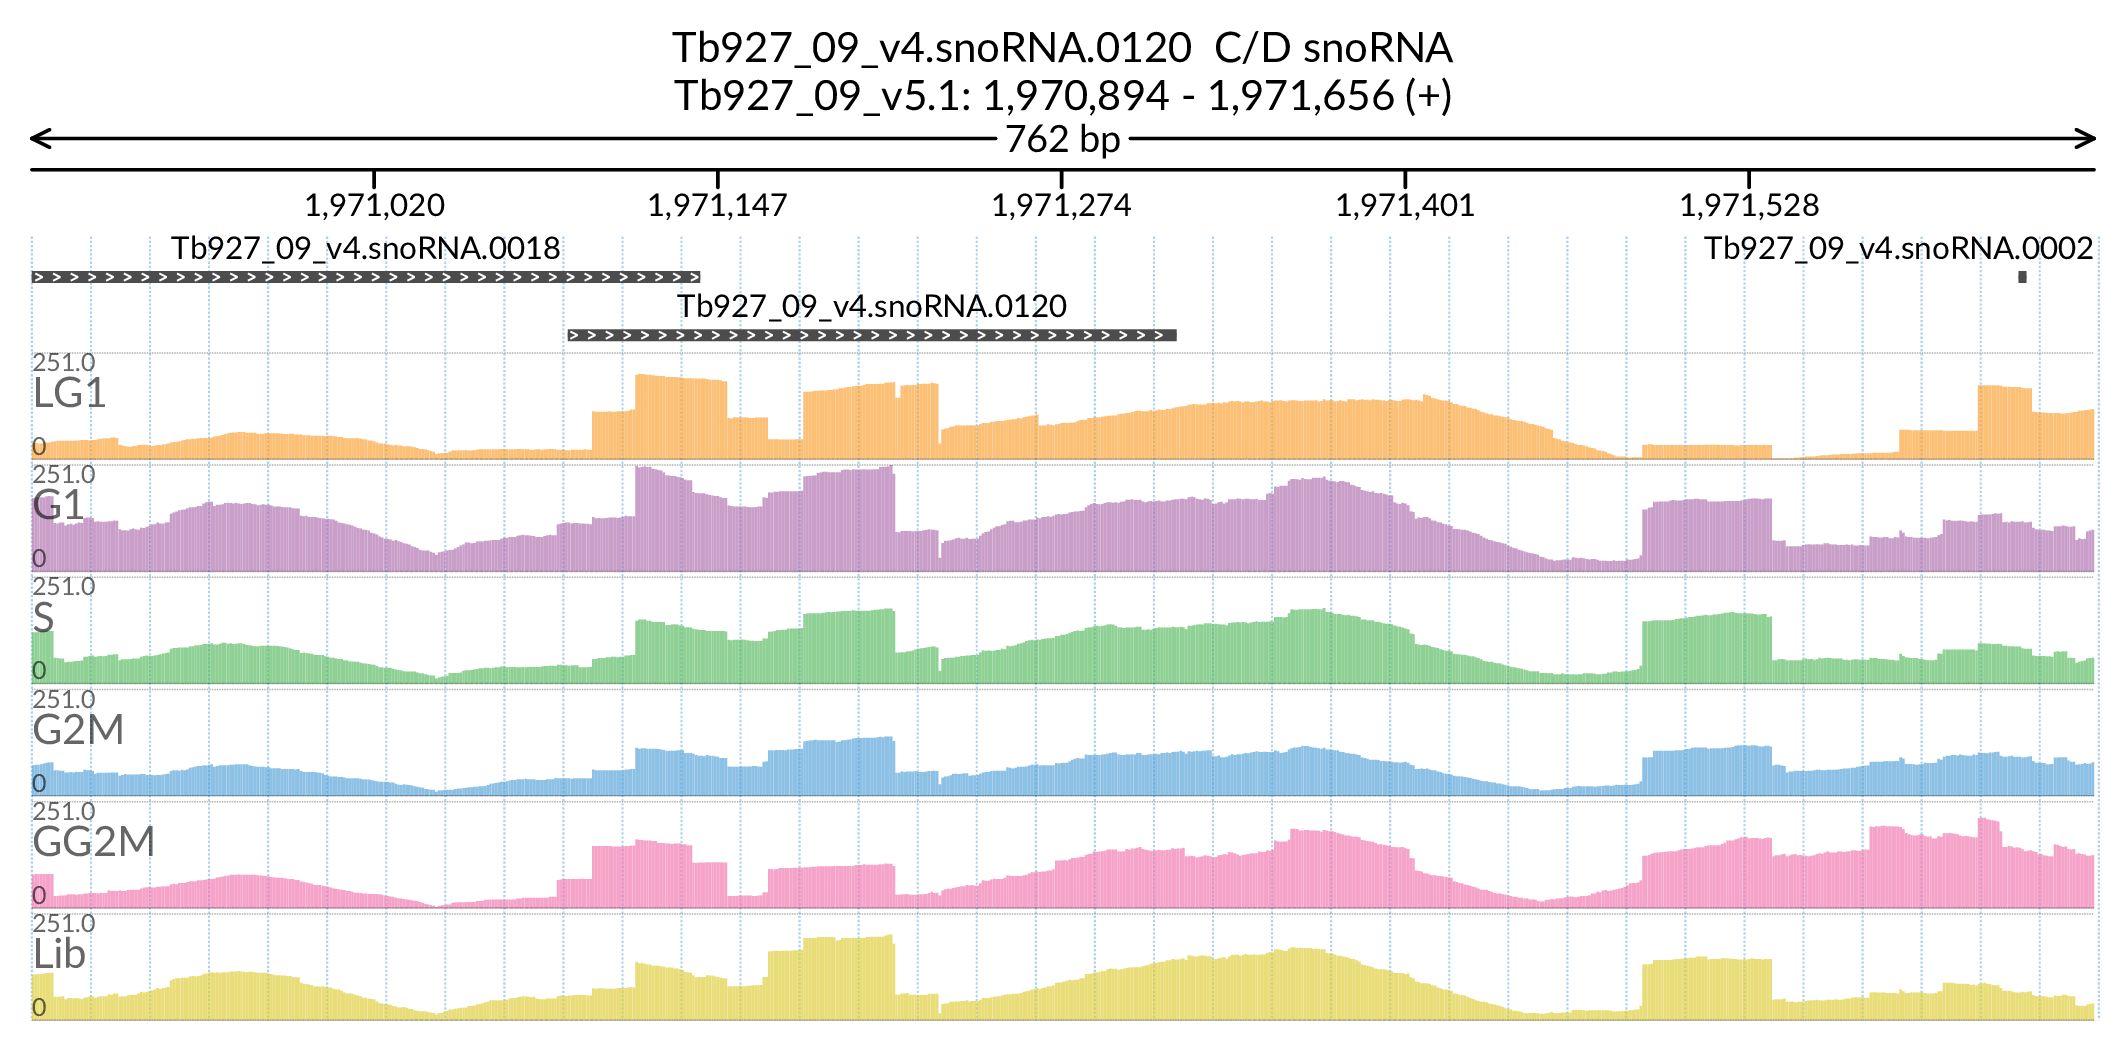 Tb927_09_v4.snoRNA.0120  C/D snoRNA
Tb927_09_v5.1: 1,970,894 - 1,971,656 (+)
762 bp
1,971,020 1,971,147 1,971,274 1,971,401 1,971,528
Tb927_09_v4.snoRNA.0018 Tb927_09_v4.snoRNA.0002
Tb927_09_v4.snoRNA.0120
251.0
LG1
0
251.0
G1
0
251.0
S
0
251.0
G2M
0
251.0
GG2M
0
251.0
Lib
0